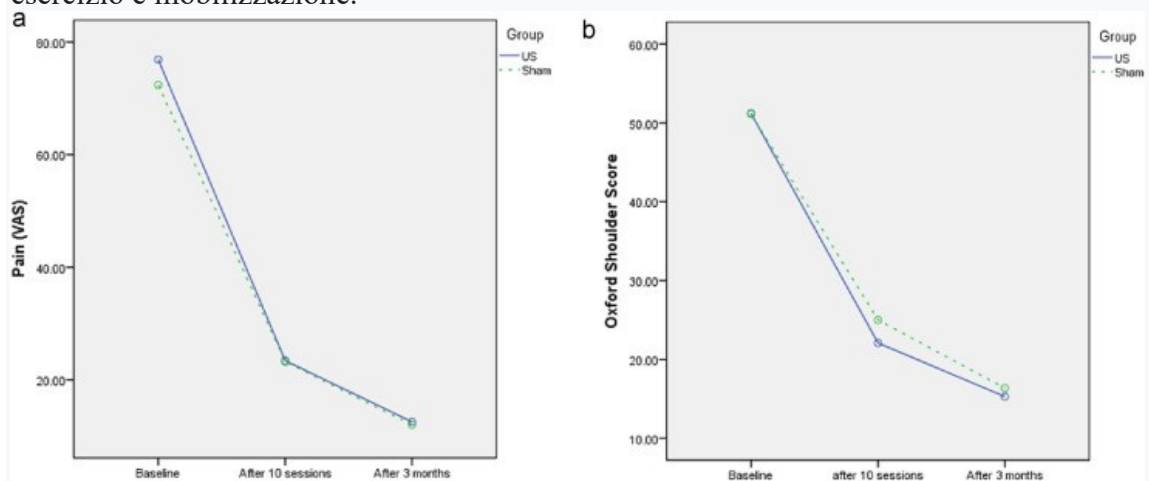 esercizio e mobilizzazione.
a
80.00
60.00
40.00
20.00
Pain (VAS)
Baseline
After 10 sessions
After 3 months
Group
US
Sham
b
60.00
50.00
40.00
30.00
20.00
10.00
Oxford Shoulder Score
Baseline
after 10 sessions
After 3 months
Group
US
Sham